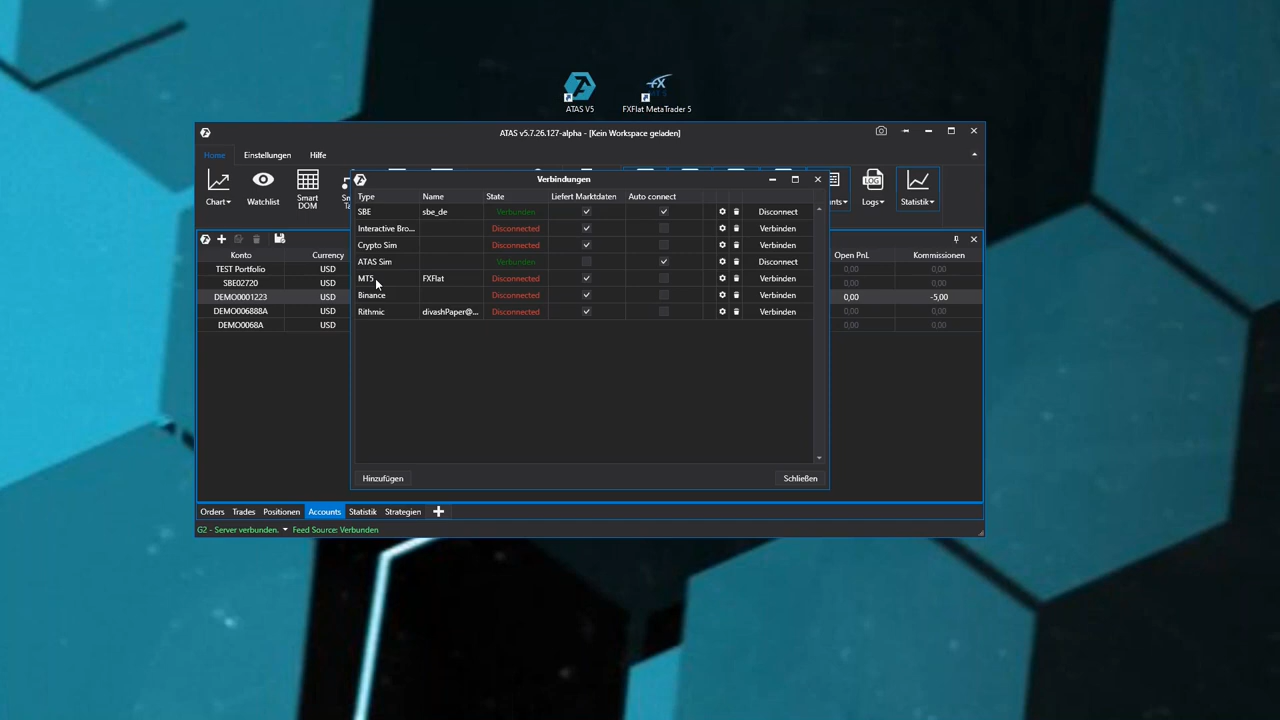 ATAS V5
FXFlat MetaTrader 5
ATAS v5.7.26.127-alpha - [Kein Workspace geladen]
Home Einstellungen Hilfe
Chart Watchlist Smart DOM Logs Statistik
Verbindungen
Type Name State Liefert Marktdaten Auto connect
SBE sbe_de Verbunden Disconnect
Interactive Bro... Disconnected Verbinden
Crypto Sim Disconnected Verbinden
ATAS Sim Verbunden Disconnect
MT5 FXFlat Disconnected Verbinden
Binance Disconnected Verbinden
Rithmic divashPaper@... Disconnected Verbinden
Hinzufügen Schließen
Konto Currency Open PnL Kommissionen
TEST Portfolio USD 0,00 0,00
SBE02720 USD 0,00 0,00
DEMO0001223 USD 0,00 -5,00
DEMO006888A USD 0,00 0,00
DEMO0068A USD 0,00 0,00
Orders Trades Positionen Accounts Statistik Strategien
G2 - Server verbunden. Feed Source: Verbunden